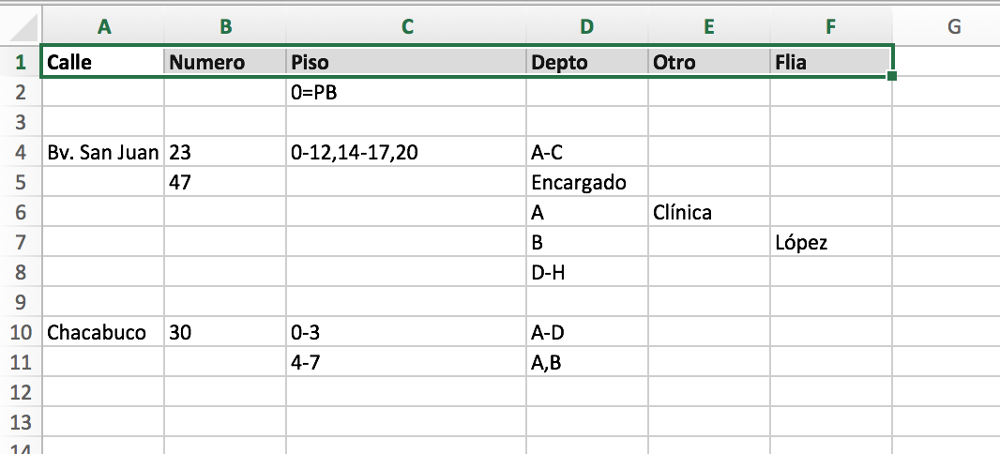 A B C D E F G
1 Calle Numero Piso Depto Otro Flia
2 0=PB
3
4 Bv. San Juan 23 0-12,14-17,20 A-C
5 47 Encargado
6 A Clínica
7 B López
8 D-H
9
10 Chacabuco 30 0-3 A-D
11 4-7 A,B
12
13
14